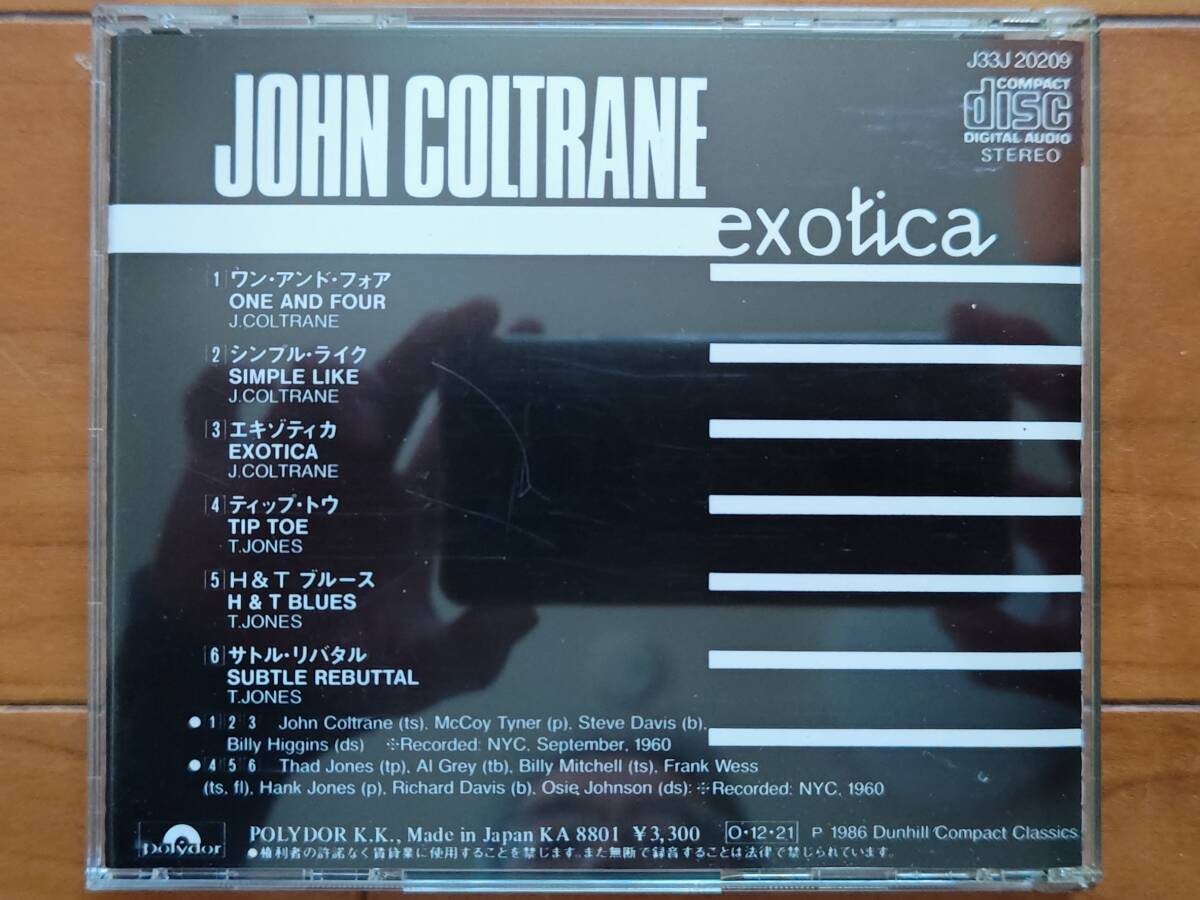 J33J 20209
COMPACT
disc
DIGITAL AUDIO
STEREO
JOHN COLTRANE
exotica
1 ワン・アンド・フォア
ONE AND FOUR
J.COLTRANE
2 シンプル・ライク
SIMPLE LIKE
J.COLTRANE
3 エキゾティカ
EXOTICA
J.COLTRANE
4 ティップ・トウ
TIP TOE
T.JONES
5 H&T ブルース
H & T BLUES
T.JONES
6 サトル・リバタル
SUBTLE REBUTTAL
T.JONES
●1 2 3 John Coltrane (ts), McCoy Tyner (p), Steve Davis (b),
Billy Higgins (ds) ※Recorded: NYC, September, 1960
●4 5 6 Thad Jones (tp), Al Grey (tb), Billy Mitchell (ts), Frank Wess
(ts, fl), Hank Jones (p), Richard Davis (b), Osie Johnson (ds): ※Recorded: NYC, 1960
polydor
POLYDOR K.K., Made in Japan KA 8801 ¥3,300 O・12・21 P 1986 Dunhill Compact Classics
●権利者の許諾なく賃貸業に使用することを禁じます。また無断で録音することは法律で禁じられています。